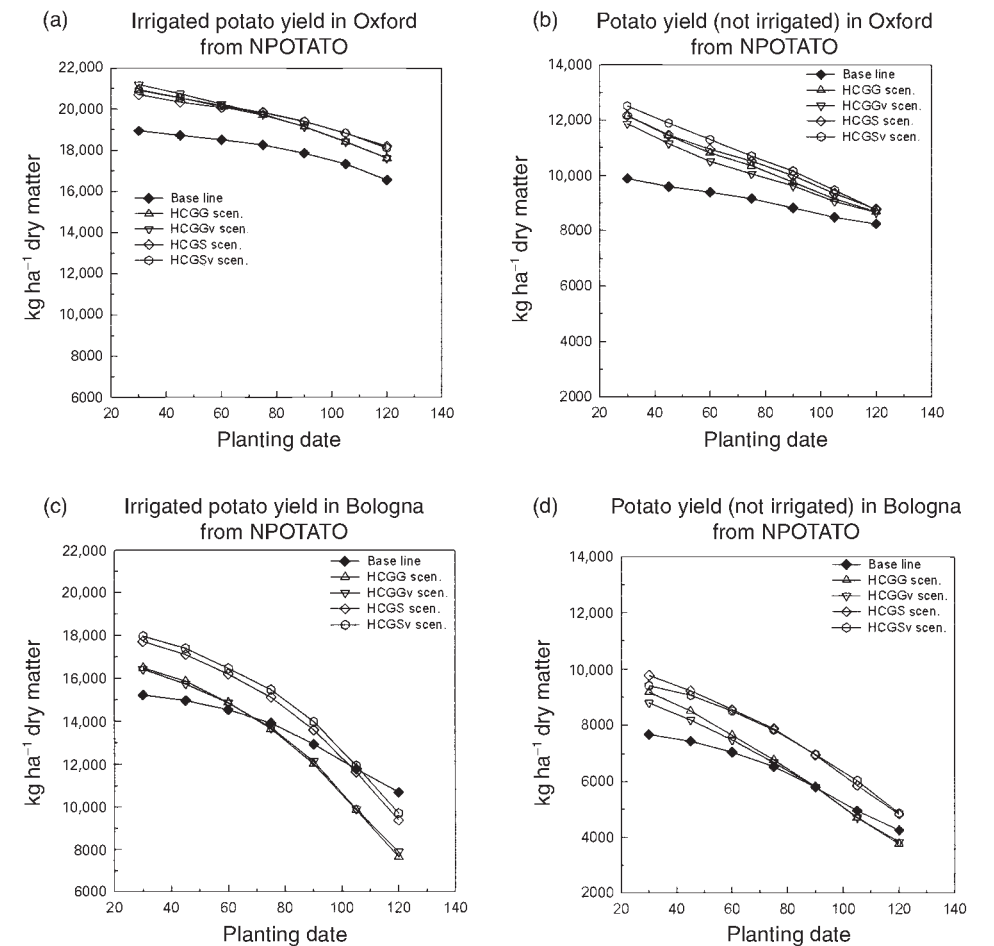 (a) Irrigated potato yield in Oxford
from NPOTATO
22,000
20,000
18,000
16,000
14,000
12,000
10,000
8000
6000
kg ha⁻¹ dry matter
Base line
HCGG scen.
HCGGv scen.
HCGS scen.
HCGSv scen.
20 40 60 80 100 120 140
Planting date
(b) Potato yield (not irrigated) in Oxford
from NPOTATO
14,000
12,000
10,000
8000
6000
4000
2000
kg ha⁻¹ dry matter
Base line
HCGG scen.
HCGGv scen.
HCGS scen.
HCGSv scen.
20 40 60 80 100 120 140
Planting date
(c) Irrigated potato yield in Bologna
from NPOTATO
22,000
20,000
18,000
16,000
14,000
12,000
10,000
8000
6000
kg ha⁻¹ dry matter
Base line
HCGG scen.
HCGGv scen.
HCGS scen.
HCGSv scen.
20 40 60 80 100 120 140
Planting date
(d) Potato yield (not irrigated) in Bologna
from NPOTATO
14,000
12,000
10,000
8000
6000
4000
2000
kg ha⁻¹ dry matter
Base line
HCGG scen.
HCGGv scen.
HCGS scen.
HCGSv scen.
20 40 60 80 100 120 140
Planting date